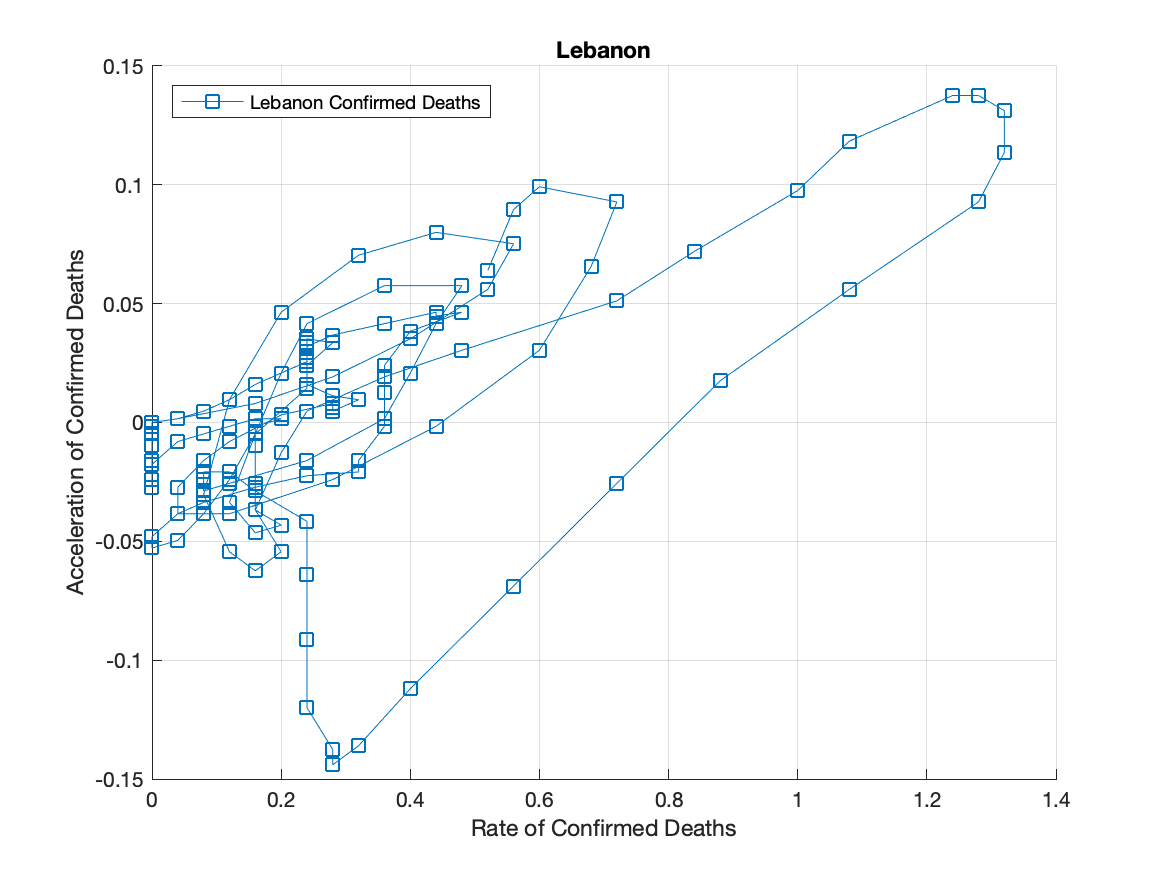 Lebanon
0.15
Lebanon Confirmed Deaths
0.1
0.05
0
-0.05
-0.1
-0.15
Acceleration of Confirmed Deaths
0 0.2 0.4 0.6 0.8 1 1.2 1.4
Rate of Confirmed Deaths